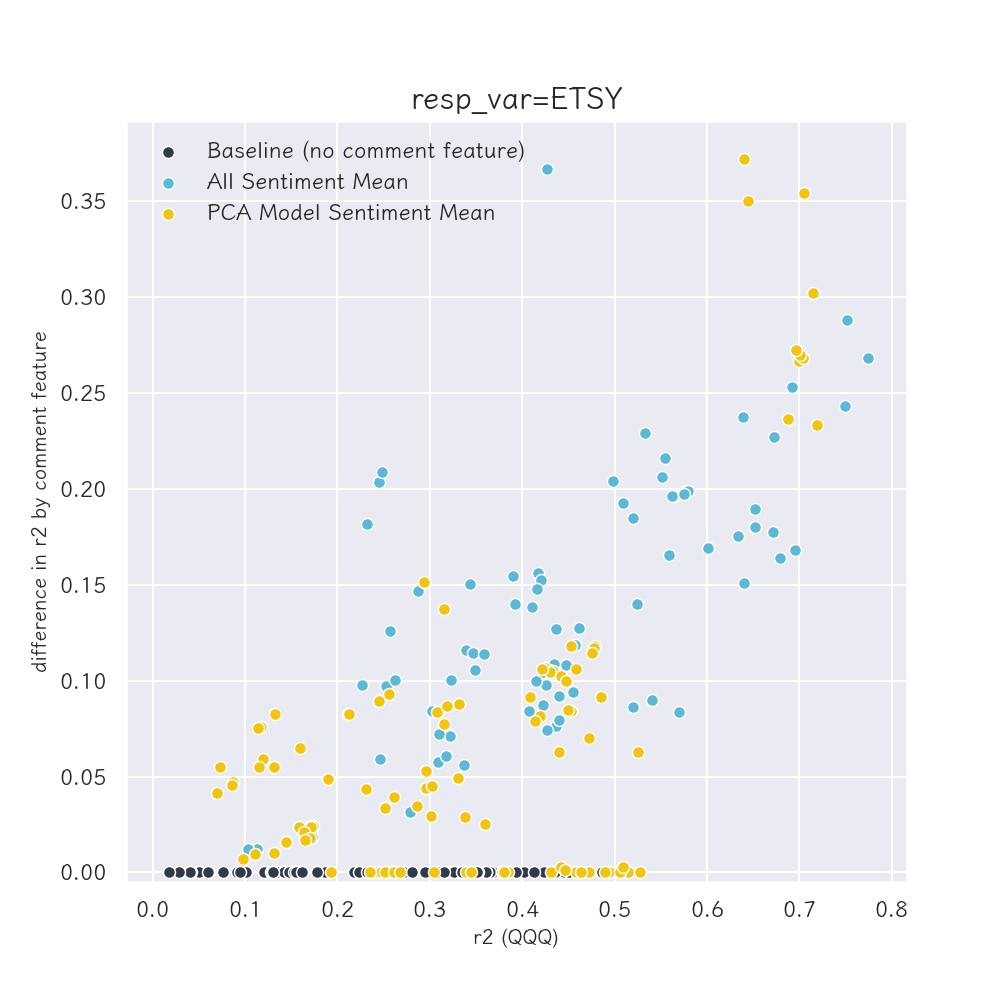 resp_var=ETSY
Baseline (no comment feature)
All Sentiment Mean
PCA Model Sentiment Mean
difference in r2 by comment feature
0.35
0.30
0.25
0.20
0.15
0.10
0.05
0.00
0.0 0.1 0.2 0.3 0.4 0.5 0.6 0.7 0.8
r2 (QQQ)